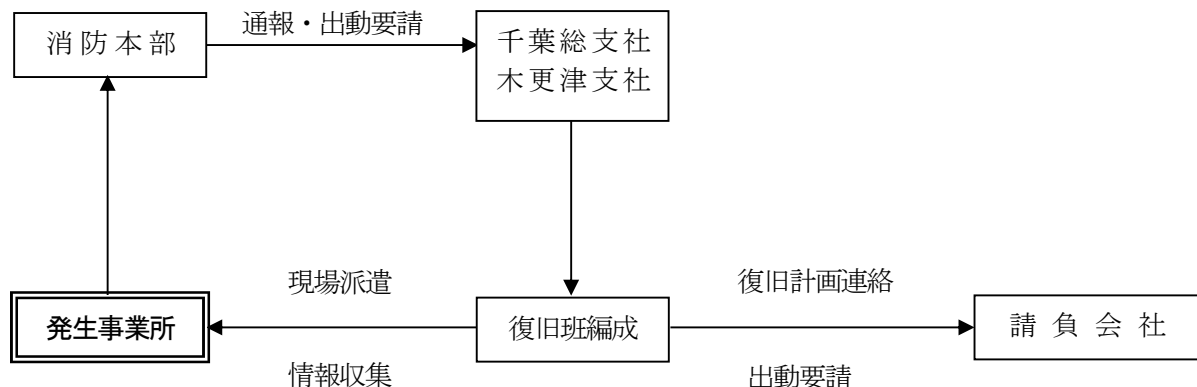 消防本部
通報・出動要請
千葉総支社
木更津支社
現場派遣
復旧計画連絡
発生事業所
復旧班編成
請負会社
情報収集
出動要請